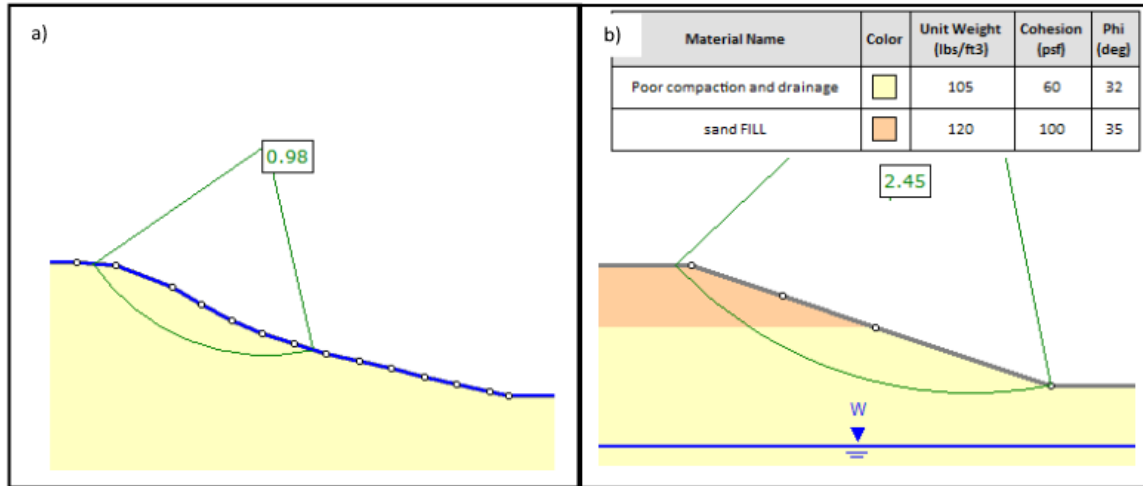 a)
0.98
b)
Material Name Color Unit Weight (lbs/ft3) Cohesion (psf) Phi (deg)
Poor compaction and drainage 105 60 32
sand FILL 120 100 35
2.45
W